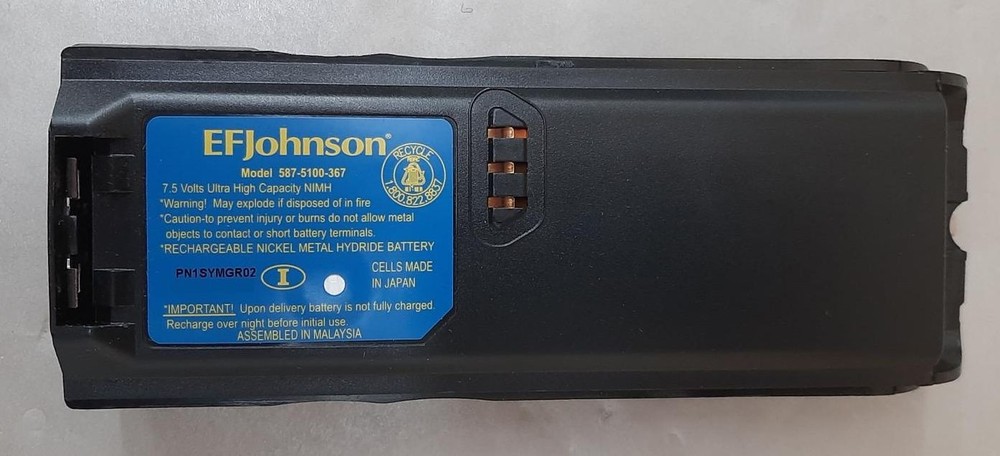 EFJohnson®
Model 587-5100-367
7.5 Volts Ultra High Capacity NIMH
*Warning! May explode if disposed of in fire
*Caution-to prevent injury or burns do not allow metal
objects to contact or short battery terminals.
*RECHARGEABLE NICKEL METAL HYDRIDE BATTERY
RECYCLE
1.800.822.8837
PN1SYMGR02
I
CELLS MADE
IN JAPAN
*IMPORTANT! Upon delivery battery is not fully charged.
Recharge over night before initial use.
ASSEMBLED IN MALAYSIA